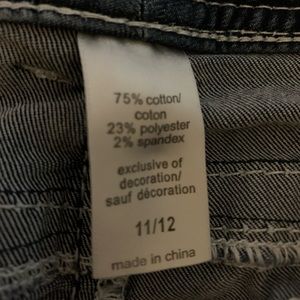 75% cotton/
coton
23% polyester
2% spandex
exclusive of
decoration/
sauf décoration
11/12
made in china